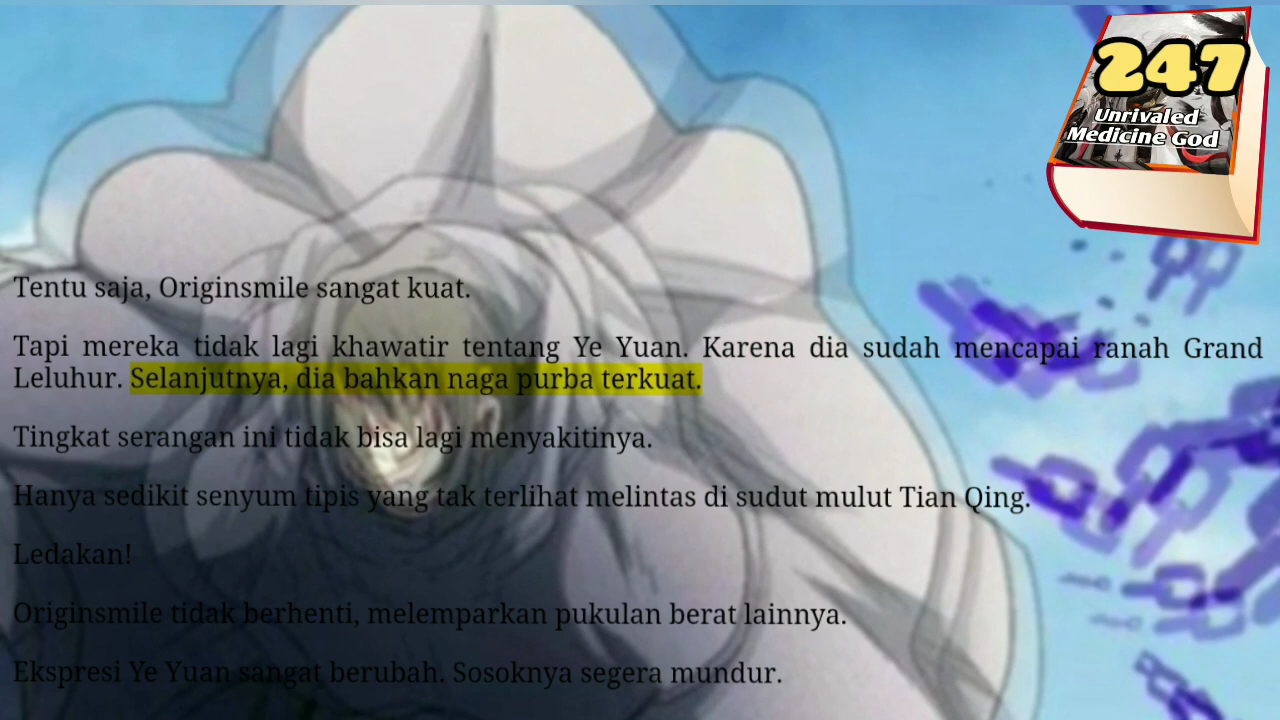 247
Unrivaled
Medicine God
Tentu saja, Originsmile sangat kuat.
Tapi mereka tidak lagi khawatir tentang Ye Yuan. Karena dia sudah mencapai ranah Grand
Leluhur. Selanjutnya, dia bahkan naga purba terkuat.
Tingkat serangan ini tidak bisa lagi menyakitinya.
Hanya sedikit senyum tipis yang tak terlihat melintas di sudut mulut Tian Qing.
Ledakan!
Originsmile tidak berhenti, melemparkan pukulan berat lainnya.
Ekspresi Ye Yuan sangat berubah. Sosoknya segera mundur.